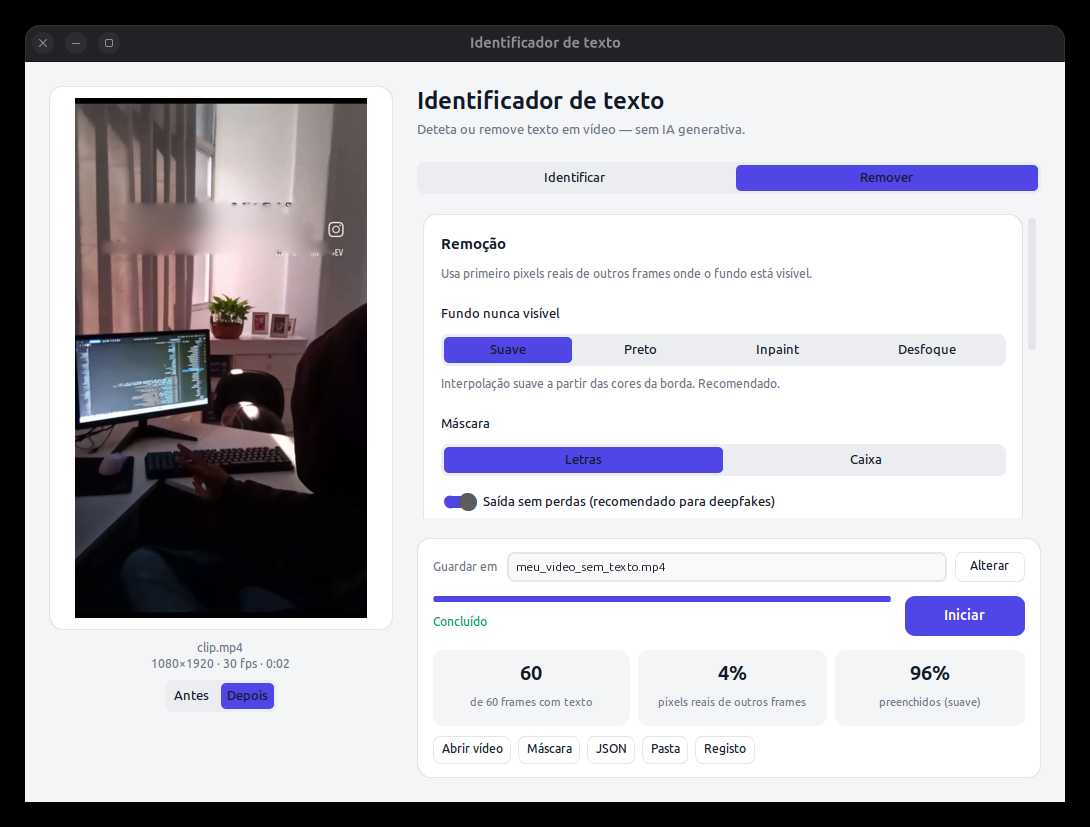 Identificador de texto
Identificador de texto
Deteta ou remove texto em vídeo — sem IA generativa.
Identificar
Remover
EV
Remoção
Usa primeiro pixels reais de outros frames onde o fundo está visível.
Fundo nunca visível
Suave
Preto
Inpaint
Desfoque
Interpolação suave a partir das cores da borda. Recomendado.
Máscara
Letras
Caixa
Saída sem perdas (recomendado para deepfakes)
clip.mp4
1080×1920 · 30 fps · 0:02
Antes
Depois
Guardar em
meu_video_sem_texto.mp4
Alterar
Concluído
Iniciar
60
de 60 frames com texto
4%
pixels reais de outros frames
96%
preenchidos (suave)
Abrir vídeo
Máscara
JSON
Pasta
Registo